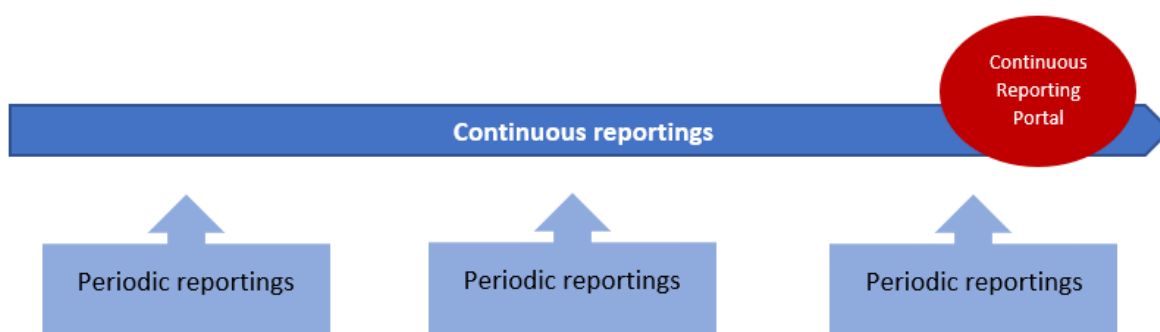 Continuous
Reporting
Portal
Continuous reportings
Periodic reportings
Periodic reportings
Periodic reportings